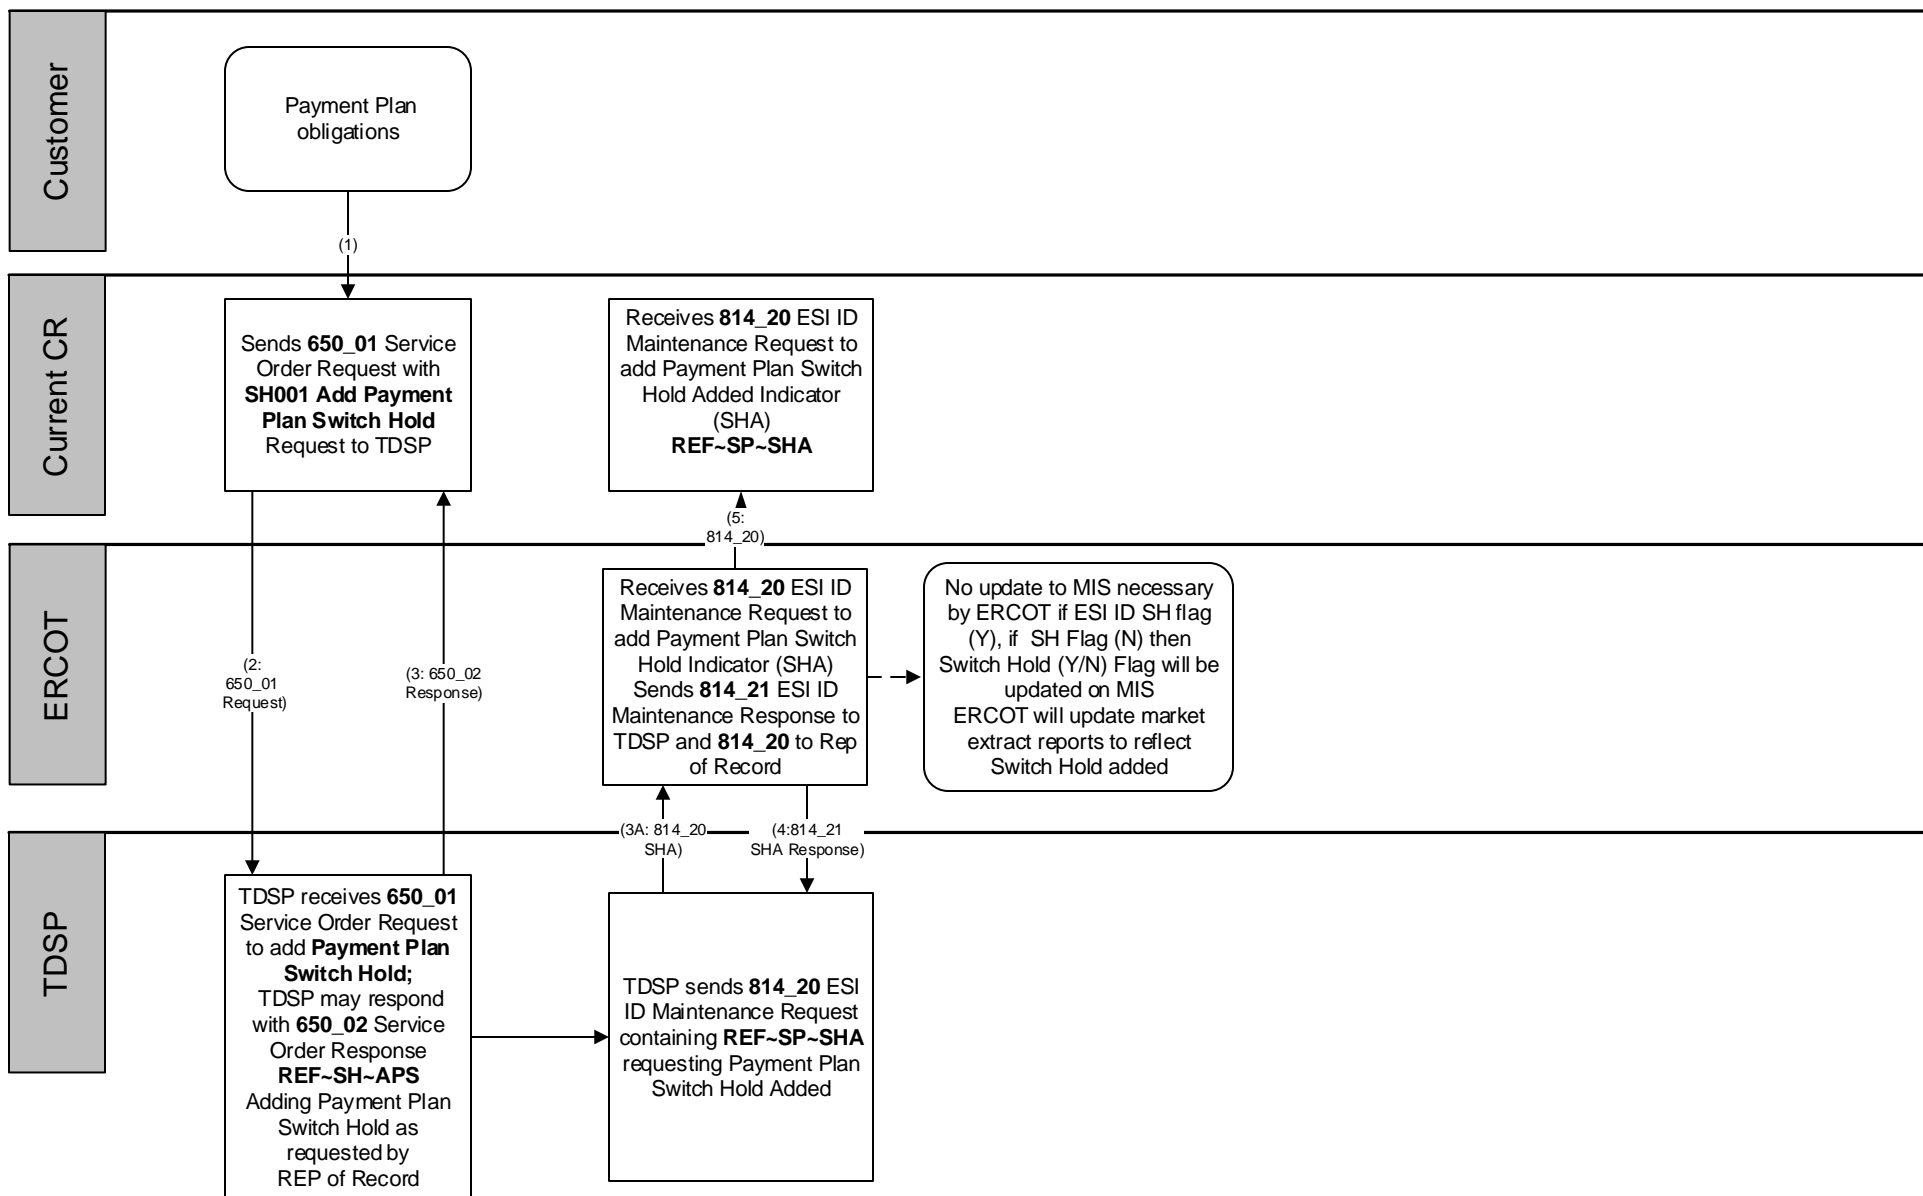 Customer
Payment Plan
obligations
(1)
Current CR
Sends 650_01 Service
Order Request with
SH001 Add Payment
Plan Switch Hold
Request to TDSP
Receives 814_20 ESI ID
Maintenance Request to
add Payment Plan Switch
Hold Added Indicator
(SHA)
REF~SP~SHA
(5:
814_20)
ERCOT
(2:
650_01
Request)
(3: 650_02
Response)
Receives 814_20 ESI ID
Maintenance Request to
add Payment Plan Switch
Hold Indicator (SHA)
Sends 814_21 ESI ID
Maintenance Response to
TDSP and 814_20 to Rep
of Record
No update to MIS necessary
by ERCOT if ESI ID SH flag
(Y), if SH Flag (N) then
Switch Hold (Y/N) Flag will be
updated on MIS
ERCOT will update market
extract reports to reflect
Switch Hold added
(3A: 814_20
SHA)
(4:814_21
SHA Response)
TDSP
TDSP receives 650_01
Service Order Request
to add Payment Plan
Switch Hold;
TDSP may respond
with 650_02 Service
Order Response
REF~SH~APS
Adding Payment Plan
Switch Hold as
requested by
REP of Record
TDSP sends 814_20 ESI
ID Maintenance Request
containing REF~SP~SHA
requesting Payment Plan
Switch Hold Added